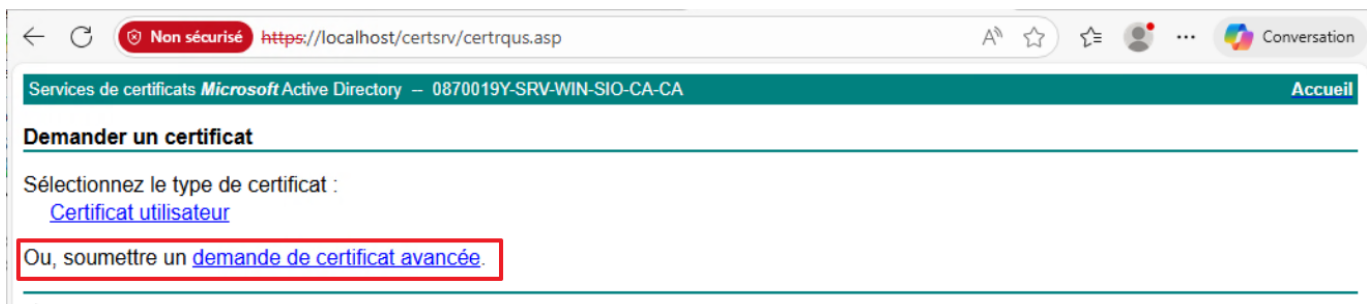 Non sécurisé https://localhost/certsrv/certrqus.asp Conversation
Services de certificats Microsoft Active Directory -- 0870019Y-SRV-WIN-SIO-CA-CA Accueil
Demander un certificat
Sélectionnez le type de certificat :
Certificat utilisateur
Ou, soumettre un demande de certificat avancée.